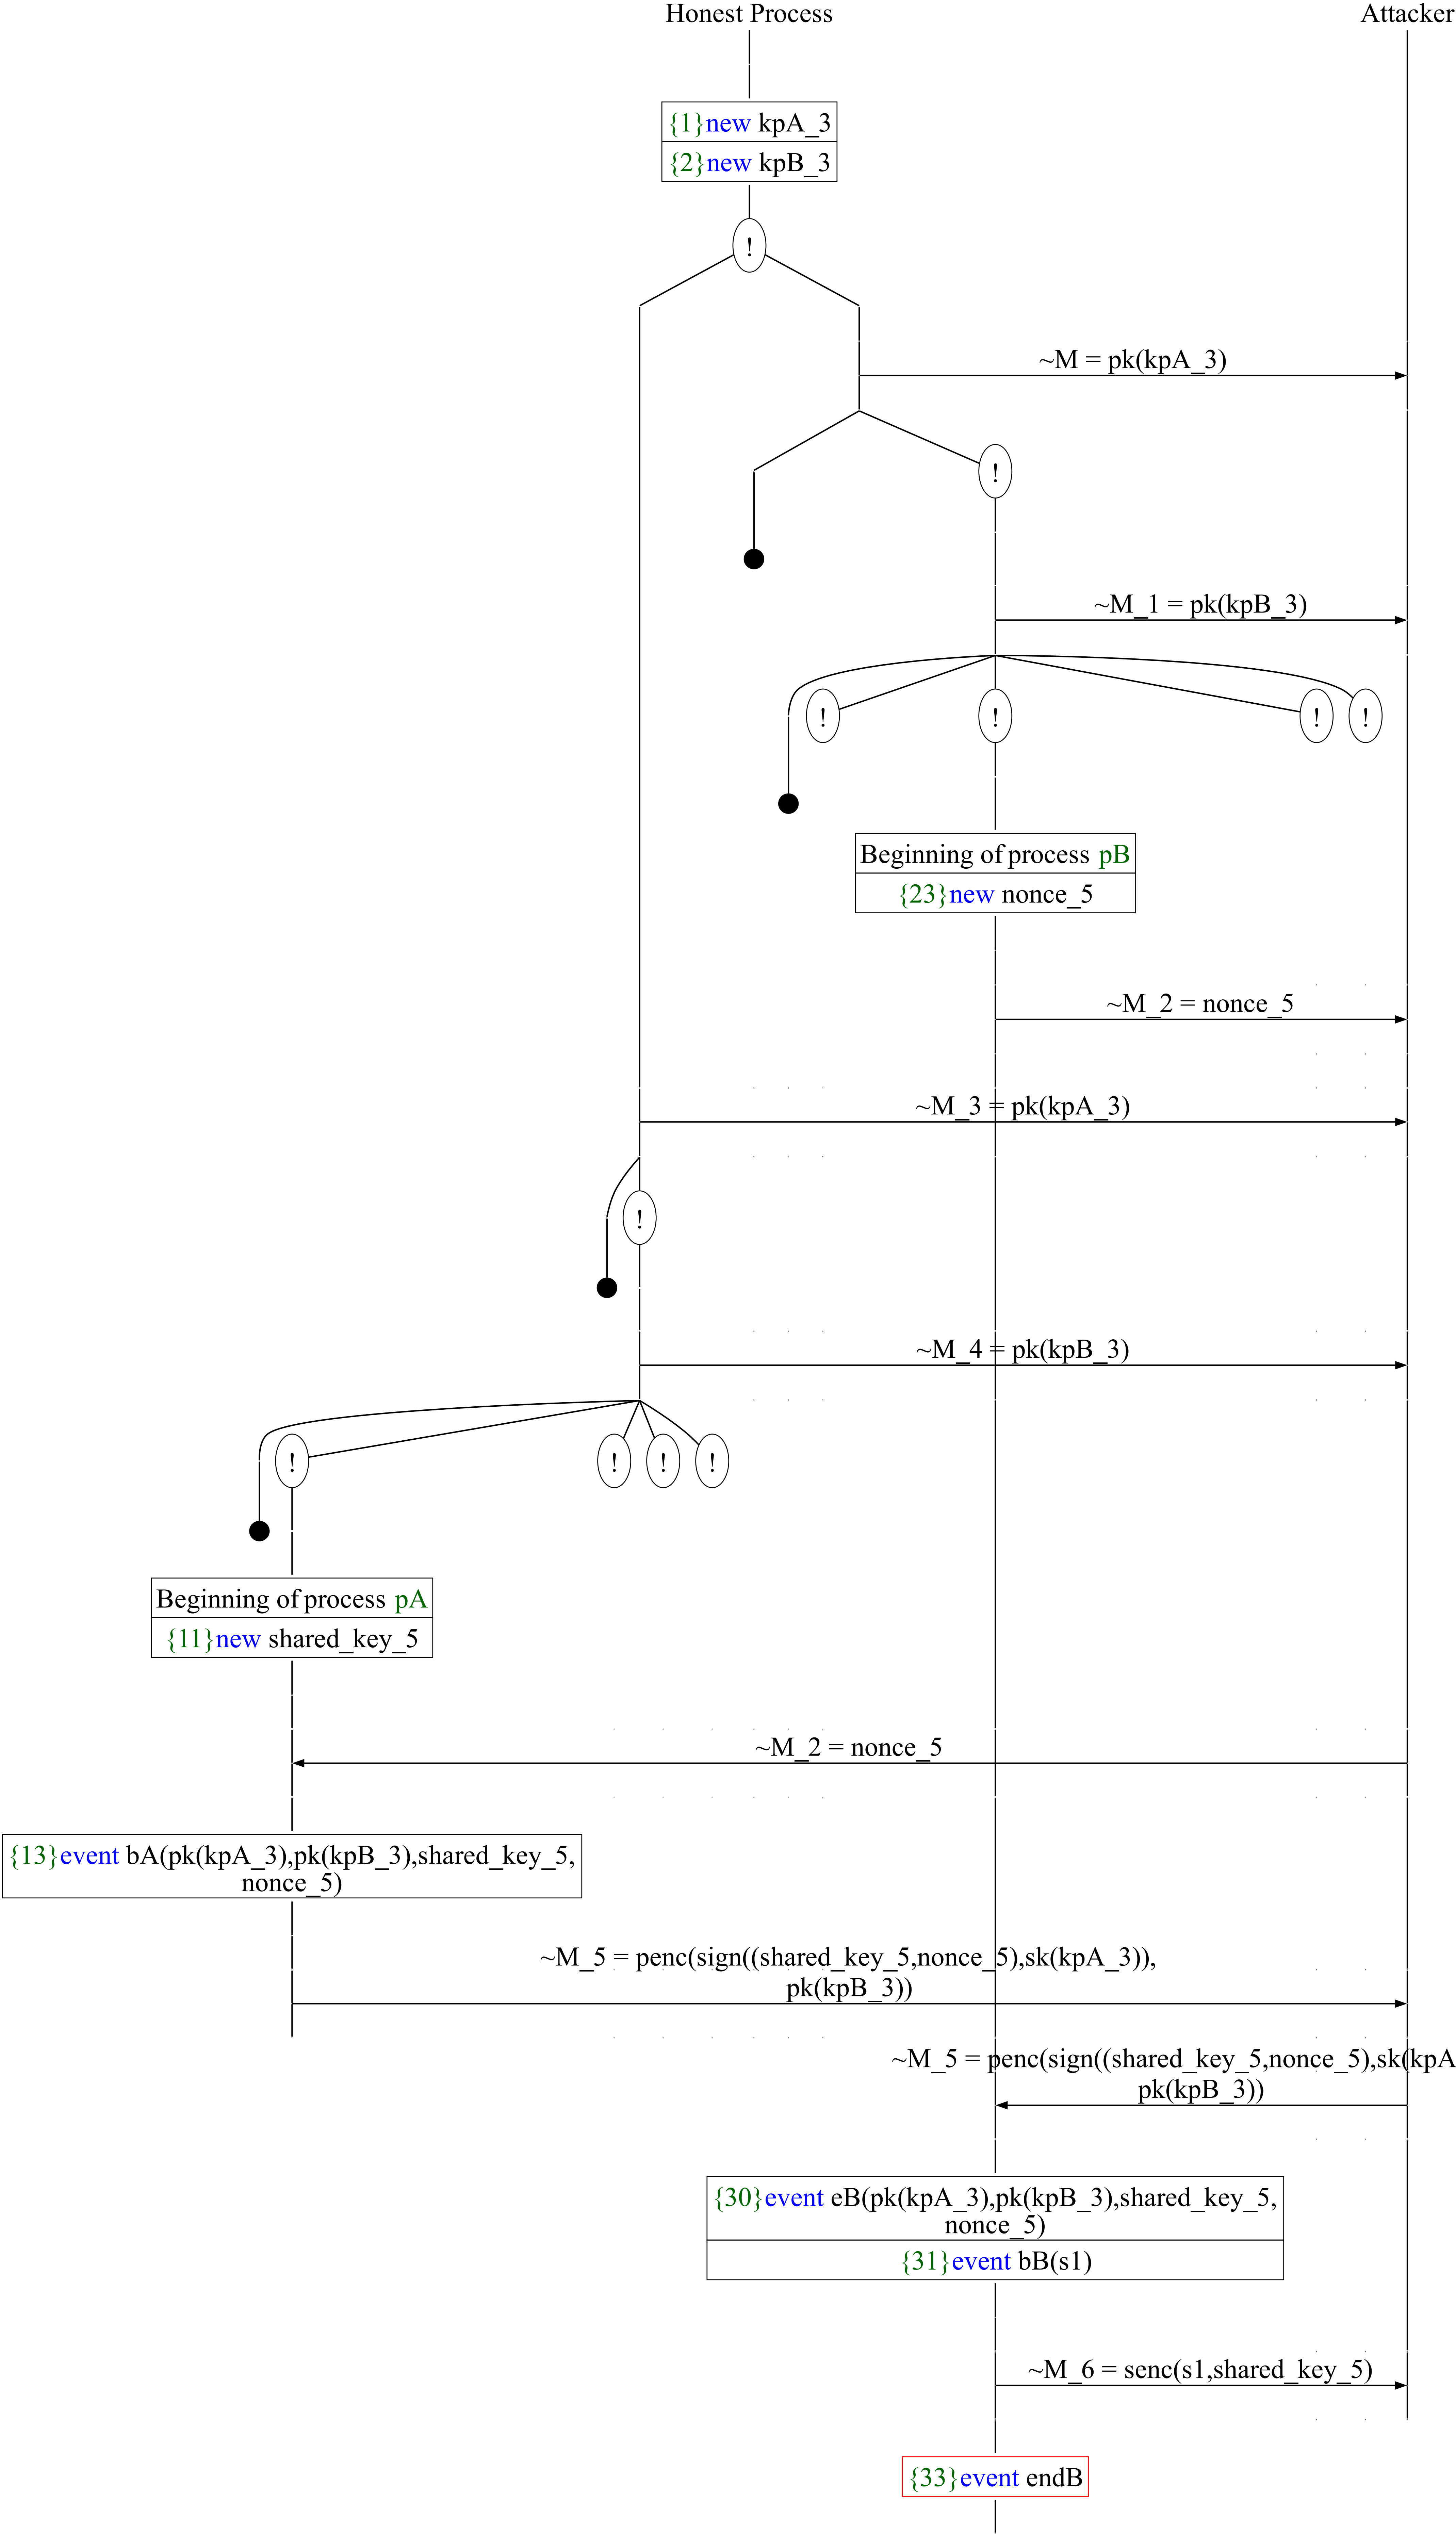 Honest Process
Attacker
{1}new kpA_3
{2}new kpB_3
!
~M = pk(kpA_3)
!
~M_1 = pk(kpB_3)
! ! ! !
Beginning of process pB
{23}new nonce_5
~M_2 = nonce_5
~M_3 = pk(kpA_3)
!
~M_4 = pk(kpB_3)
! ! ! !
Beginning of process pA
{11}new shared_key_5
~M_2 = nonce_5
{13}event bA(pk(kpA_3),pk(kpB_3),shared_key_5,
nonce_5)
~M_5 = penc(sign((shared_key_5,nonce_5),sk(kpA_3)),
pk(kpB_3))
~M_5 = penc(sign((shared_key_5,nonce_5),sk(kpA
pk(kpB_3))
{30}event eB(pk(kpA_3),pk(kpB_3),shared_key_5,
nonce_5)
{31}event bB(s1)
~M_6 = senc(s1,shared_key_5)
{33}event endB